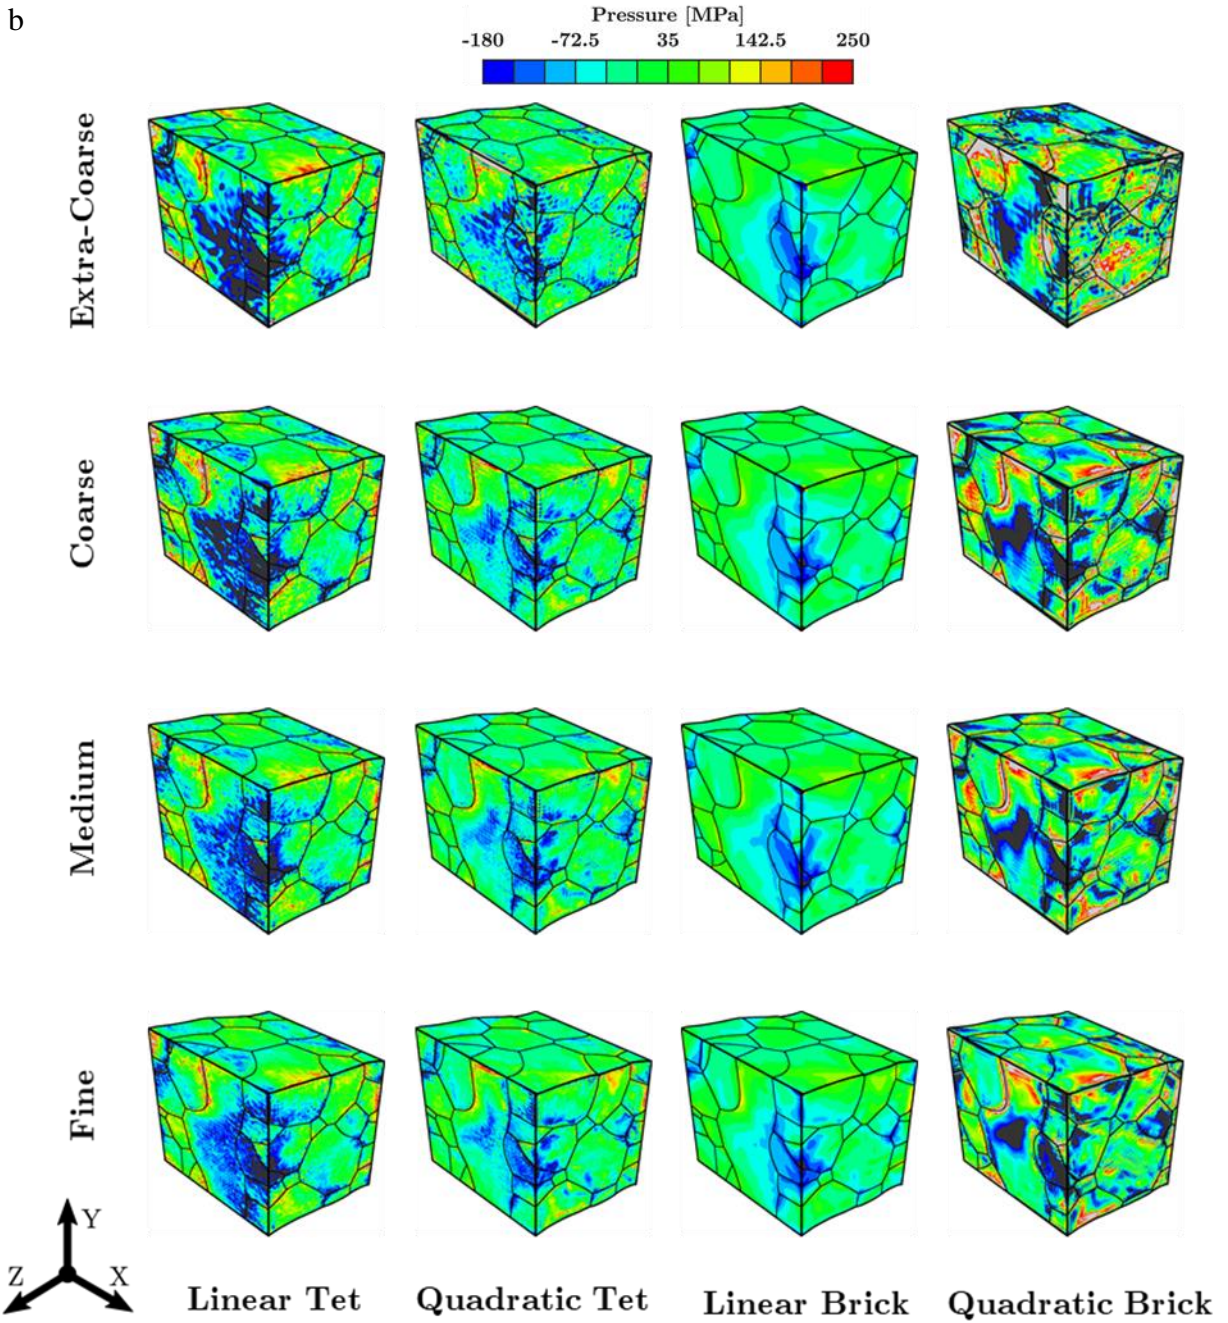 b
Pressure [MPa]
-180 -72.5 35 142.5 250
Extra-Coarse
Coarse
Medium
Fine
Y
Z X
Linear Tet Quadratic Tet Linear Brick Quadratic Brick